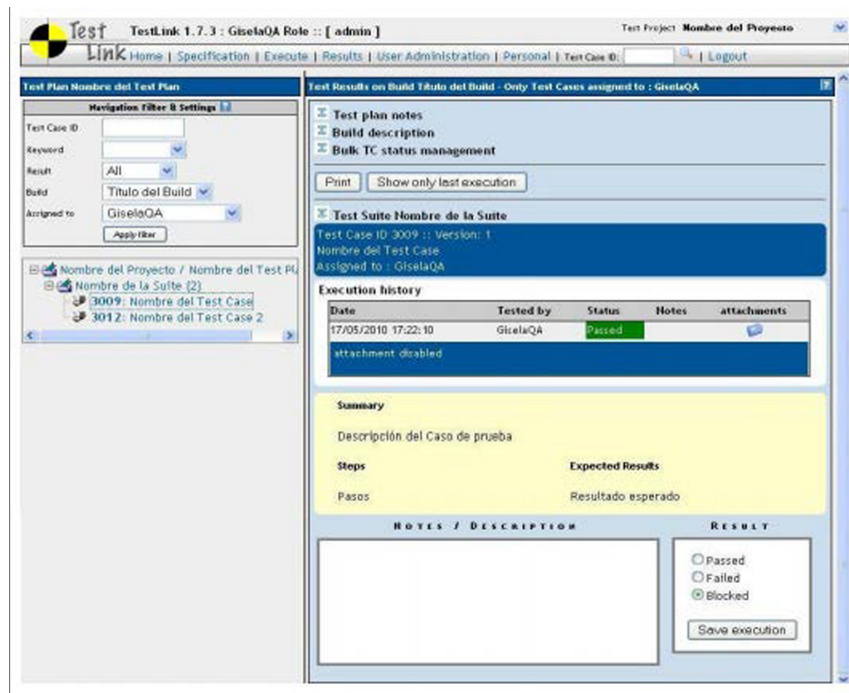 Test Link
TestLink 1.7.3 : GiselaQA Role :: [ admin ]
Test Project Nombre del Proyecto
Home | Specification | Execute | Results | User Administration | Personal | Test Case ID: | Logout
Test Plan Nombre del Test Plan
Navigation Filter & Settings
Test Case ID
Keyword
Result All
Build Título del Build
Assigned to GiselaQA
Apply filter
Nombre del Proyecto / Nombre del Test Pl
Nombre de la Suite (2)
3009: Nombre del Test Case
3012: Nombre del Test Case 2
Test Results on Build Título del Build - Only Test Cases assigned to : GiselaQA
Test plan notes
Build description
Bulk TC status management
Print Show only last execution
Test Suite Nombre de la Suite
Test Case ID 3009 :: Version: 1
Nombre del Test Case
Assigned to : GiselaQA
Execution history
Date Tested by Status Notes attachments
17/05/2010 17:22:10 GiselaQA Passed
attachment disabled
Summary
Descripción del Caso de prueba
Steps Expected Results
Pasos Resultado esperado
NOTES / DESCRIPTION RESULT
Passed
Failed
Blocked
Save execution